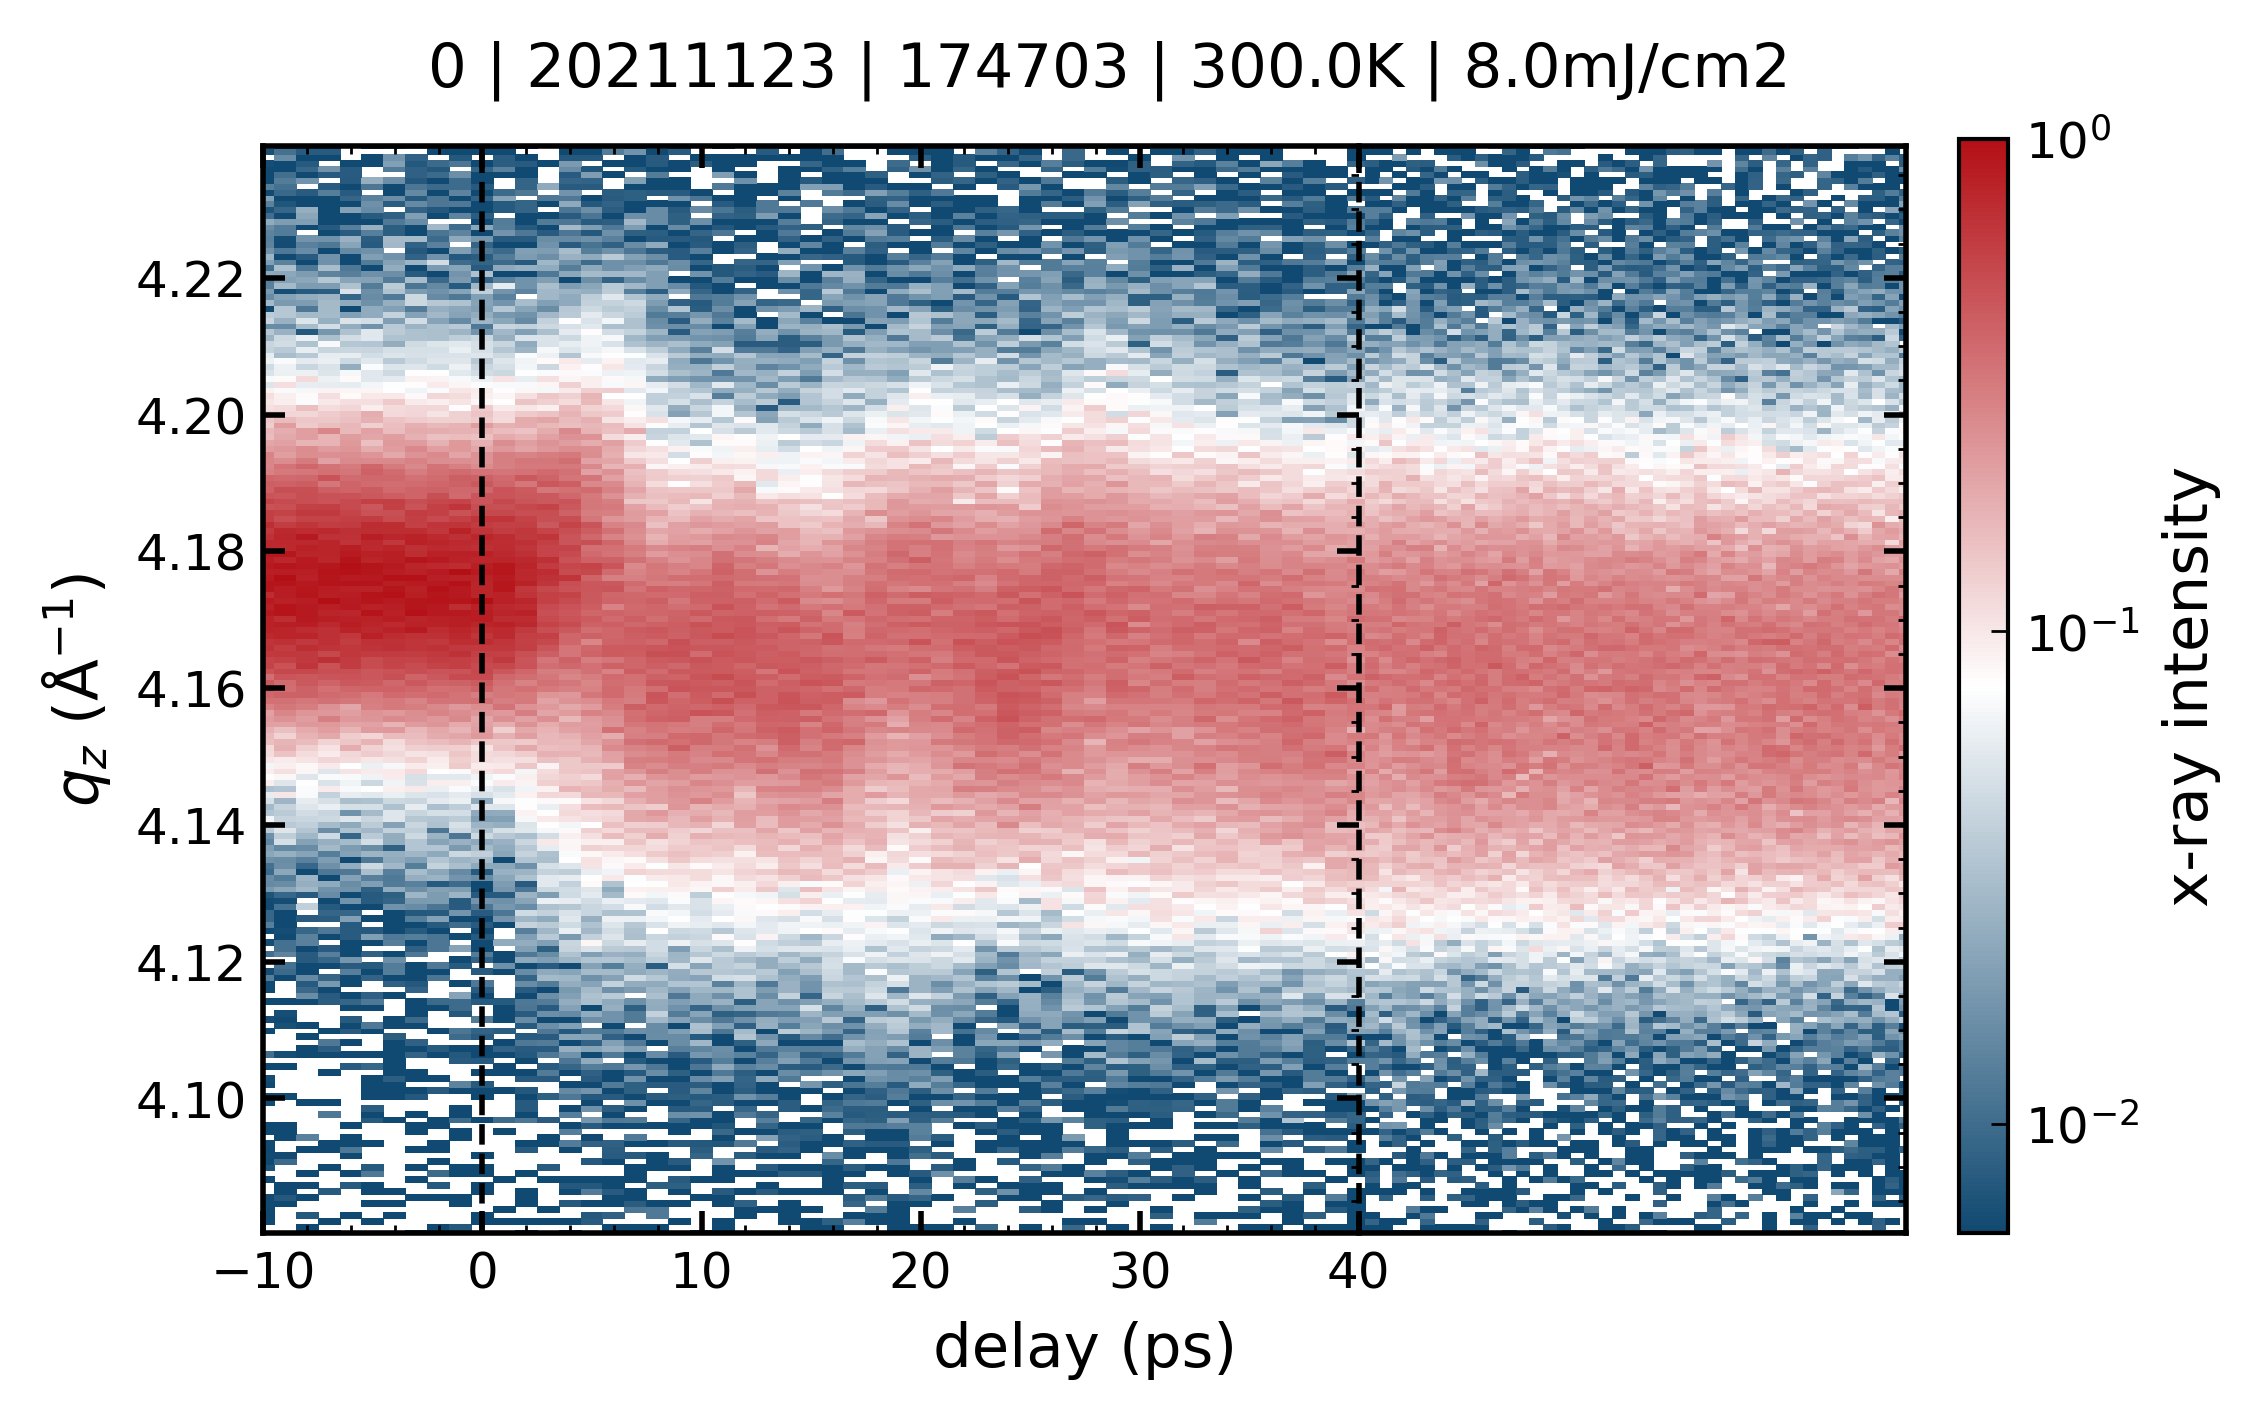 0 | 20211123 | 174703 | 300.0K | 8.0mJ/cm2
10⁰
4.22
4.20
4.18
10⁻¹
4.16
4.14
4.12
4.10
10⁻²
q_z (Å⁻¹)
x-ray intensity
−10 0 10 20 30 40
delay (ps)